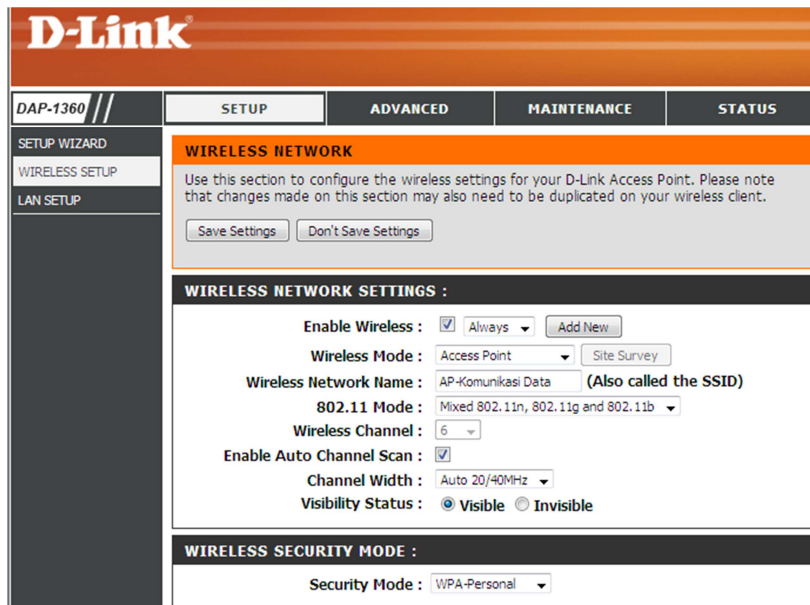 D-Link®
DAP-1360 SETUP ADVANCED MAINTENANCE STATUS
SETUP WIZARD
WIRELESS SETUP
LAN SETUP
WIRELESS NETWORK
Use this section to configure the wireless settings for your D-Link Access Point. Please note
that changes made on this section may also need to be duplicated on your wireless client.
Save Settings Don't Save Settings
WIRELESS NETWORK SETTINGS :
Enable Wireless : Always Add New
Wireless Mode : Access Point Site Survey
Wireless Network Name : AP-Komunikasi Data (Also called the SSID)
802.11 Mode : Mixed 802.11n, 802.11g and 802.11b
Wireless Channel : 6
Enable Auto Channel Scan :
Channel Width : Auto 20/40MHz
Visibility Status : Visible Invisible
WIRELESS SECURITY MODE :
Security Mode : WPA-Personal